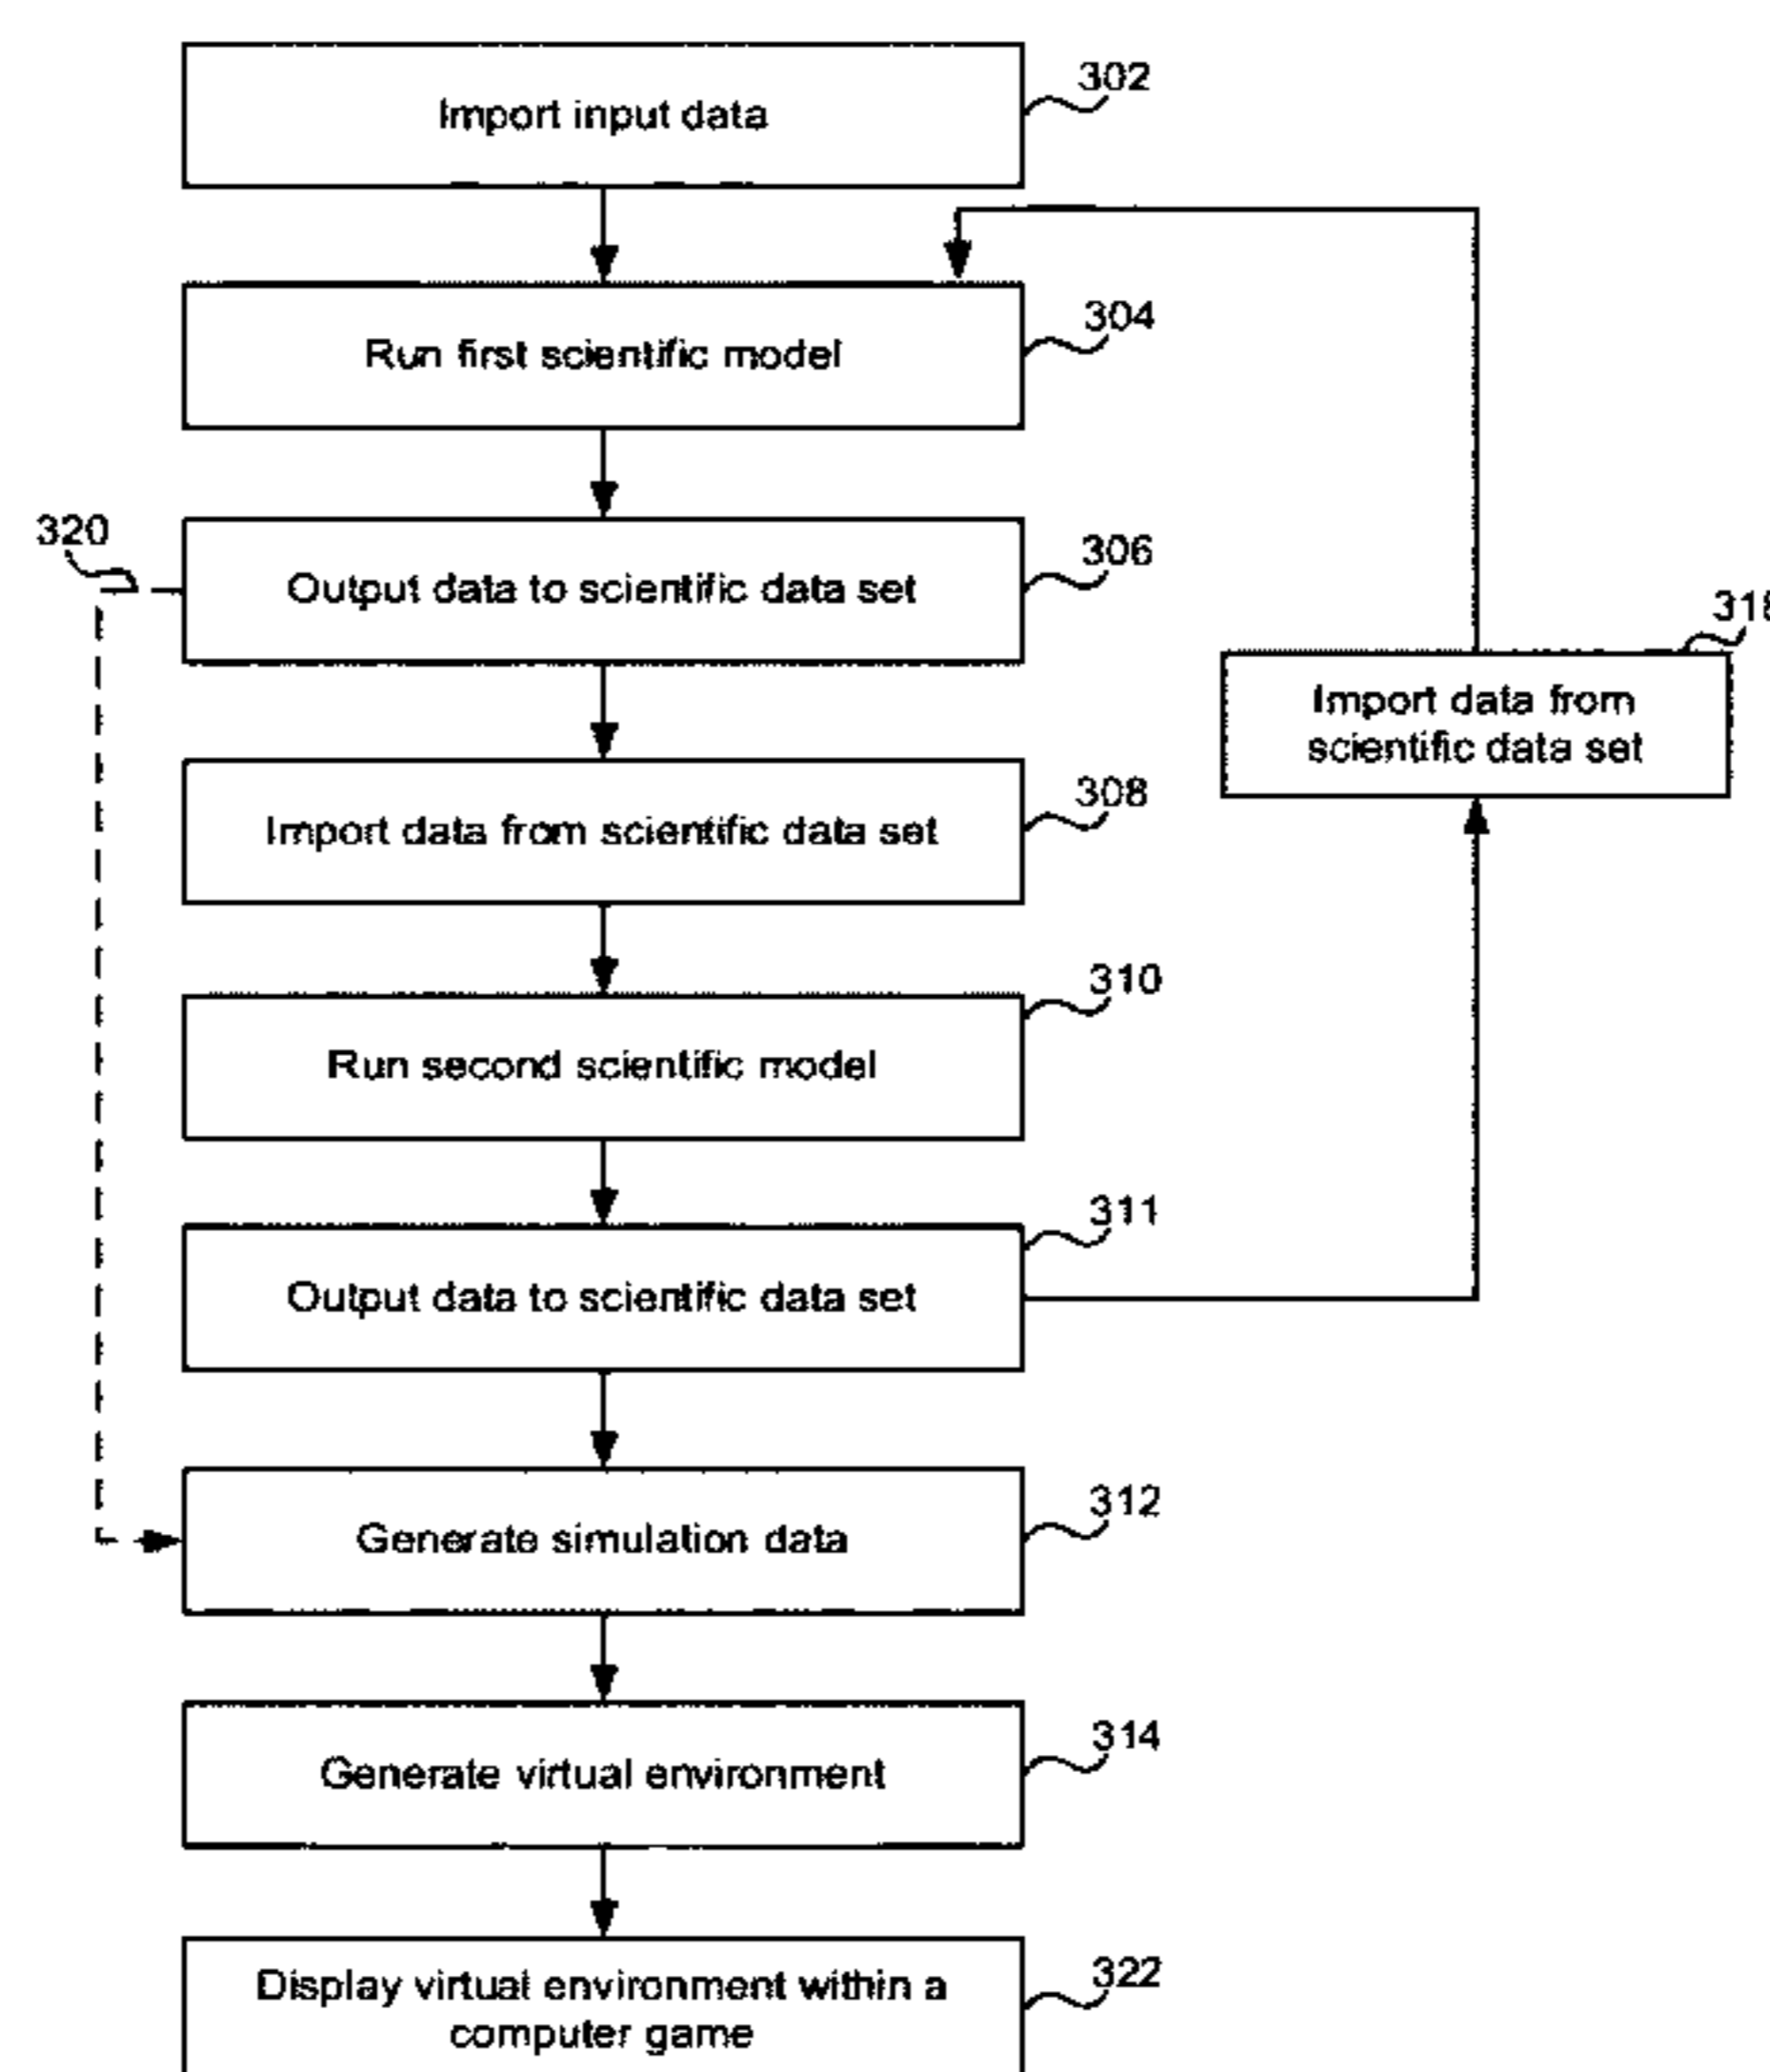 Import input data
302
Run first scientific model
304
320
Output data to scientific data set
306
318
Import data from
scientific data set
Import data from scientific data set
308
Run second scientific model
310
Output data to scientific data set
311
Generate simulation data
312
Generate virtual environment
314
Display virtual environment within a
computer game
322